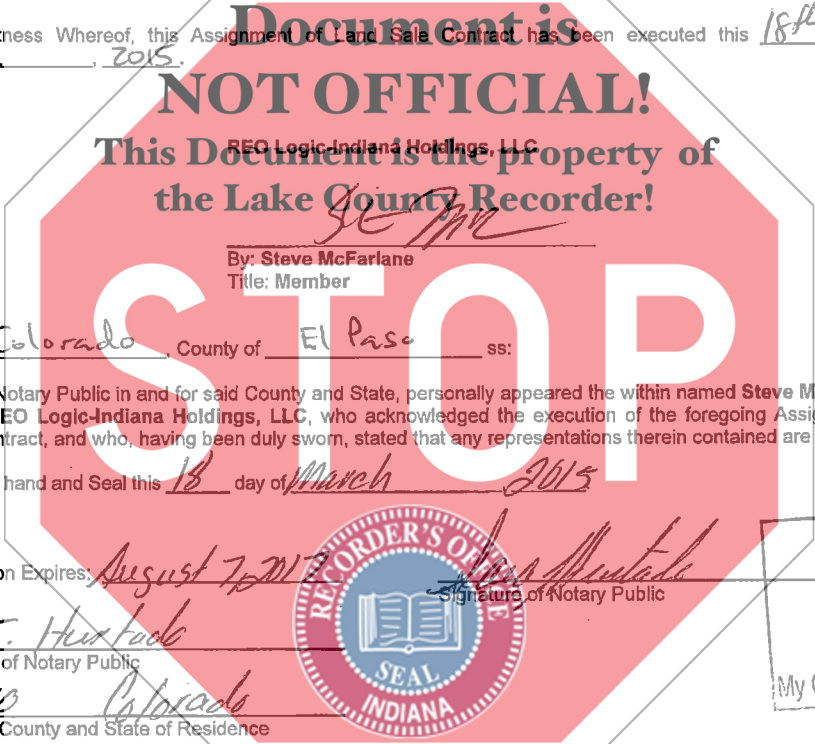 Document is
ness Whereof, this Assignment of Land Sale Contract has been executed this 18th
, 2015.
NOT OFFICIAL!
REO Logic-Indiana Holdings, LLC
This Document is the property of
the Lake County Recorder!
By: Steve McFarlane
Title: Member
STOP
Colorado, County of El Paso ss:
Notary Public in and for said County and State, personally appeared the within named Steve M
EO Logic-Indiana Holdings, LLC, who acknowledged the execution of the foregoing Assig
ntract, and who, having been duly sworn, stated that any representations therein contained are
hand and Seal this 18 day of March 2015
n Expires: August 7, 2017
Signature of Notary Public
T. Hurtado
of Notary Public
Colorado
County and State of Residence
RECORDER'S OFFICE
SEAL
INDIANA
My C